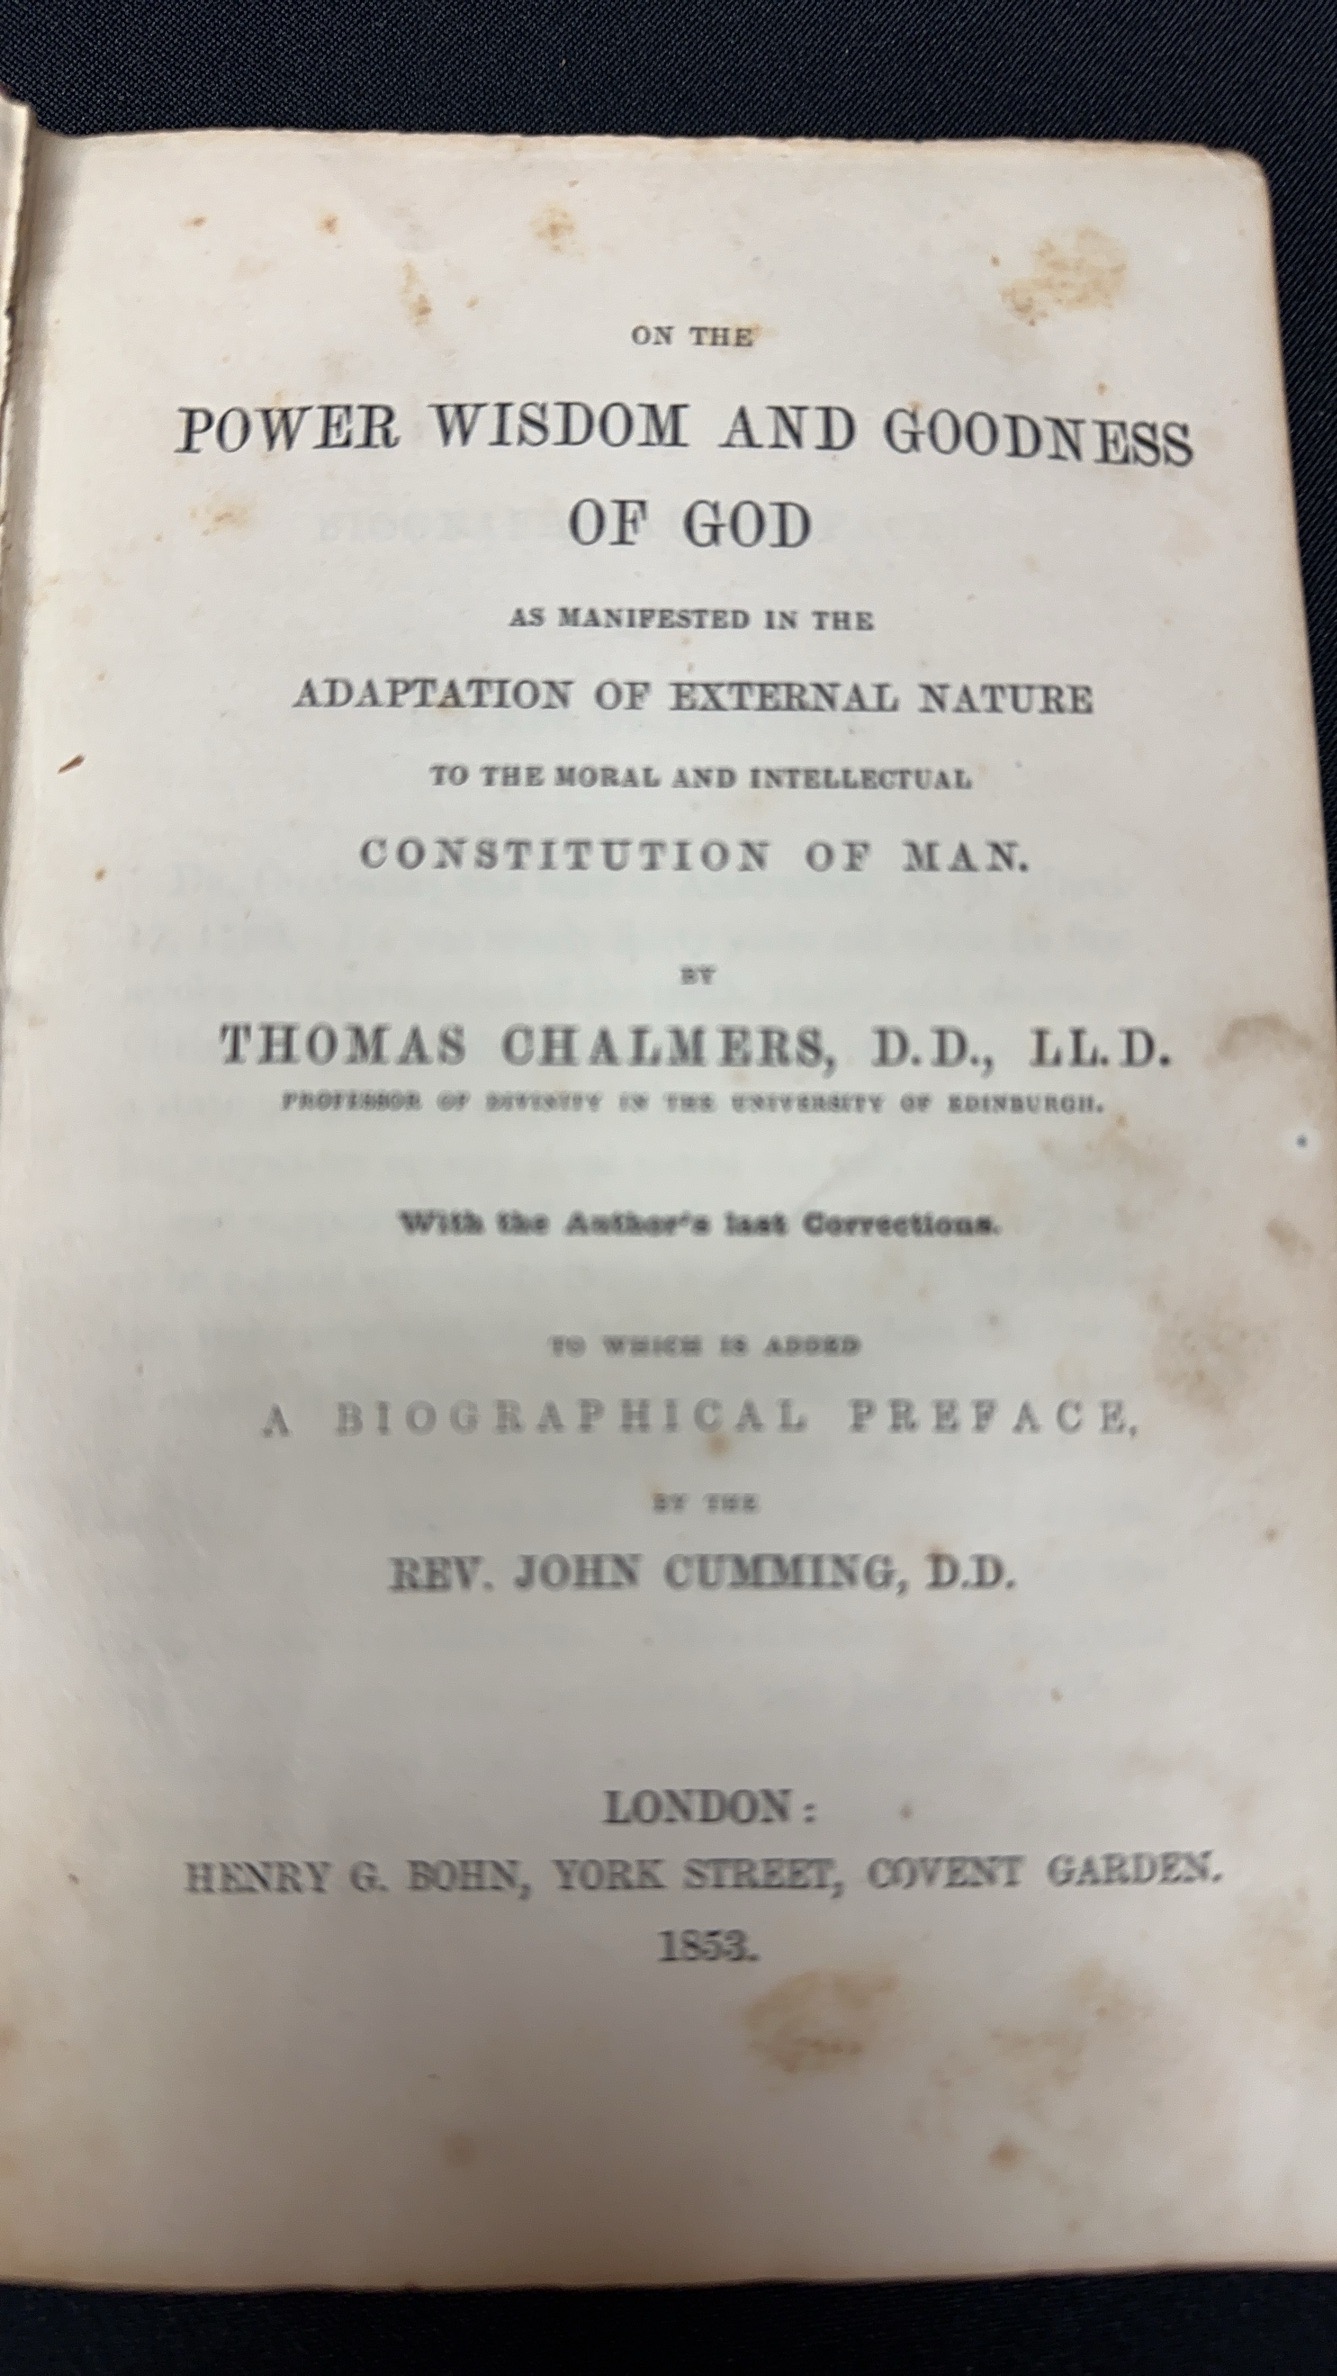 ON THE
POWER WISDOM AND GOODNESS
OF GOD
AS MANIFESTED IN THE
ADAPTATION OF EXTERNAL NATURE
TO THE MORAL AND INTELLECTUAL
CONSTITUTION OF MAN.
BY
THOMAS CHALMERS, D.D., LL.D.
PROFESSOR OF DIVINITY IN THE UNIVERSITY OF EDINBURGH.
With the Author's last Corrections.
TO WHICH IS ADDED
A BIOGRAPHICAL PREFACE,
BY THE
REV. JOHN CUMMING, D.D.
LONDON:
HENRY G. BOHN, YORK STREET, COVENT GARDEN.
1853.